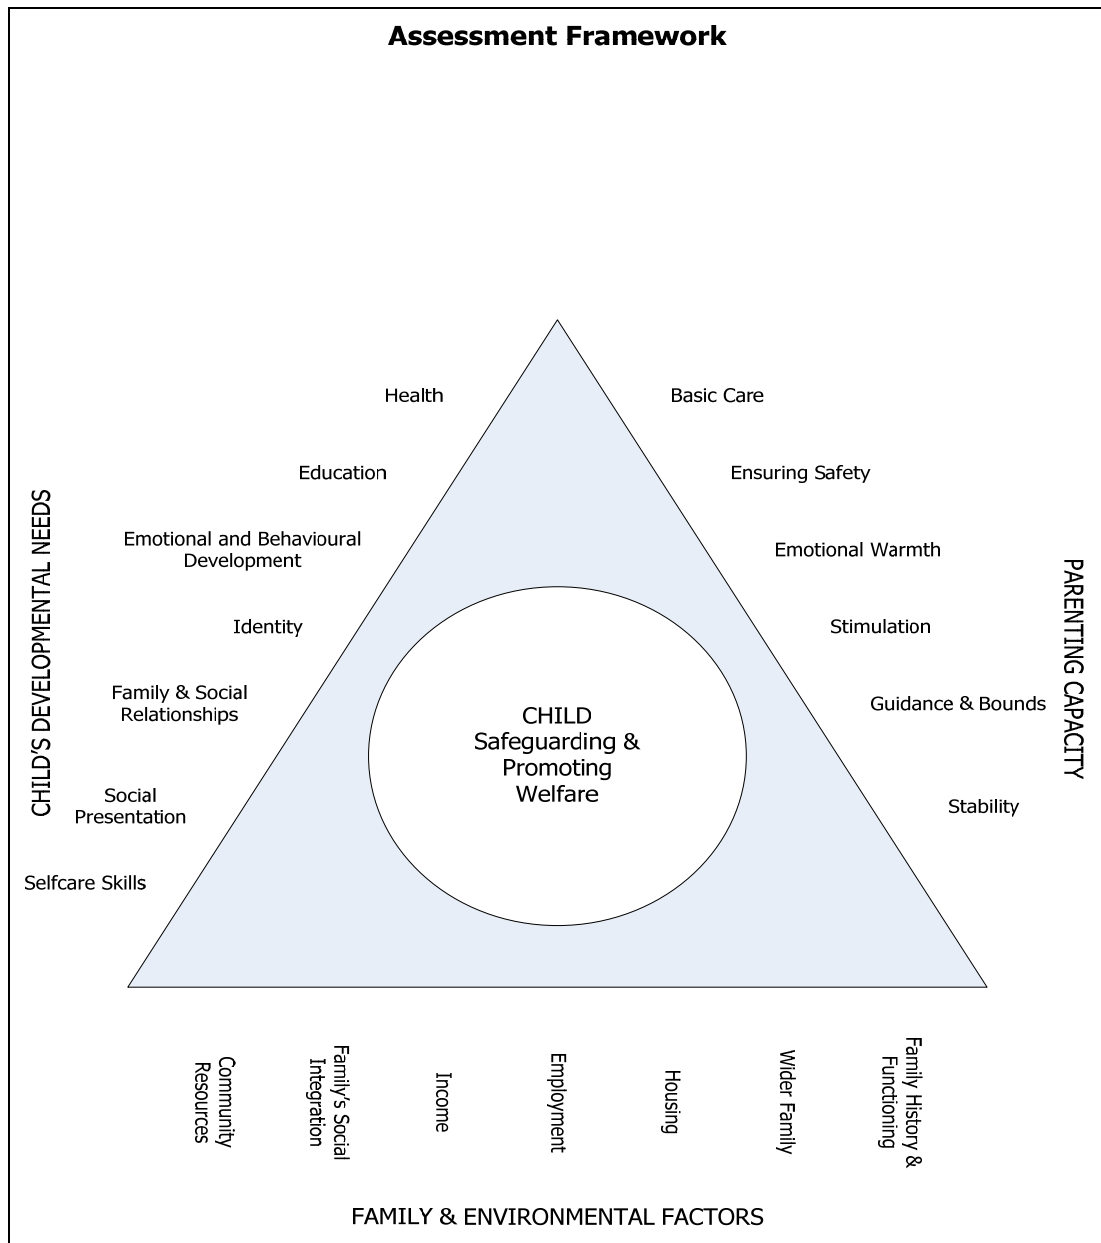 Assessment Framework
Health
Basic Care
Education
Ensuring Safety
Emotional and Behavioural
Development
Emotional Warmth
Identity
Stimulation
Family & Social
Relationships
Guidance & Bounds
Social
Presentation
Stability
Selfcare Skills
CHILD'S DEVELOPMENTAL NEEDS
PARENTING CAPACITY
CHILD
Safeguarding &
Promoting
Welfare
Community
Resources
Family's Social
Integration
Income
Employment
Housing
Wider Family
Family History &
Functioning
FAMILY & ENVIRONMENTAL FACTORS